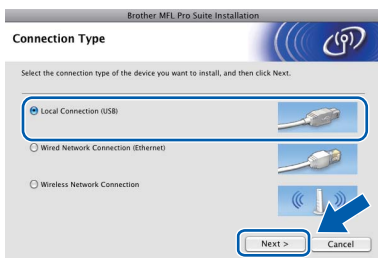 Brother MFL Pro Suite Installation
Connection Type
Select the connection type of the device you want to install, and then click Next.
Local Connection (USB)
Wired Network Connection (Ethernet)
Wireless Network Connection
Next >
Cancel